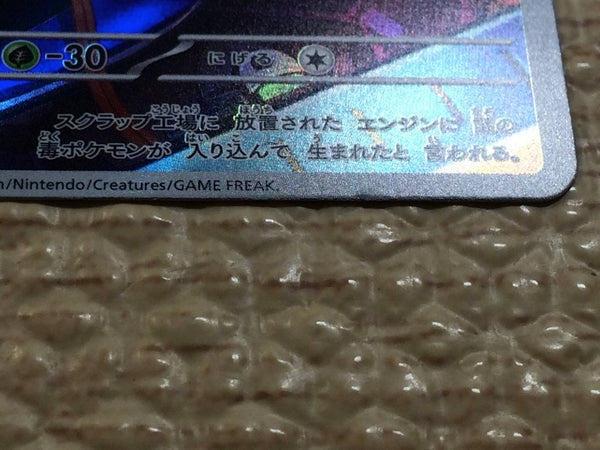 -30 にげる
スクラップ工場に 放置された エンジンに 謎の
毒ポケモンが 入り込んで 生まれたと 言われる。
n/Nintendo/Creatures/GAME FREAK.